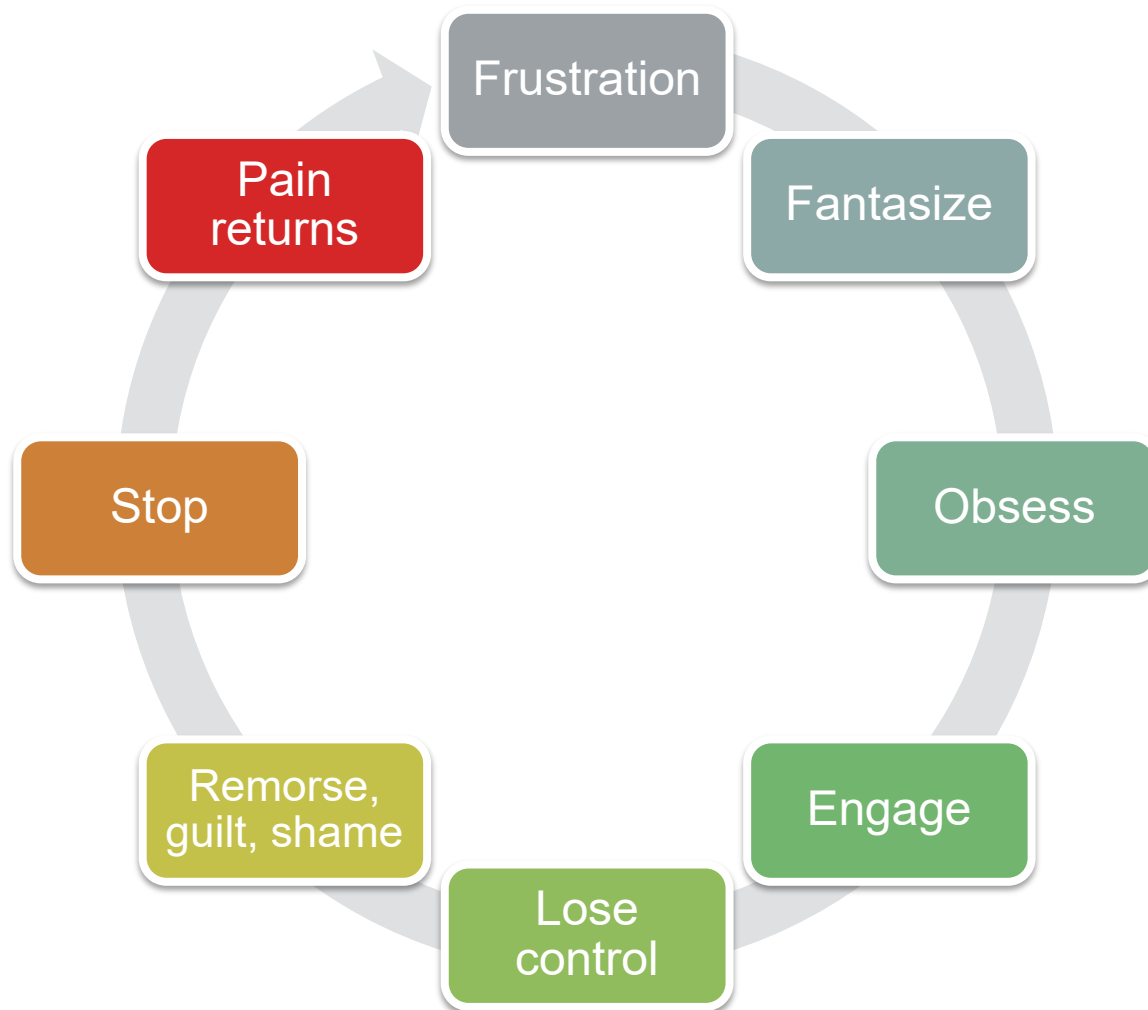 Frustration
Fantasize
Obsess
Engage
Lose
control
Remorse,
guilt, shame
Stop
Pain
returns